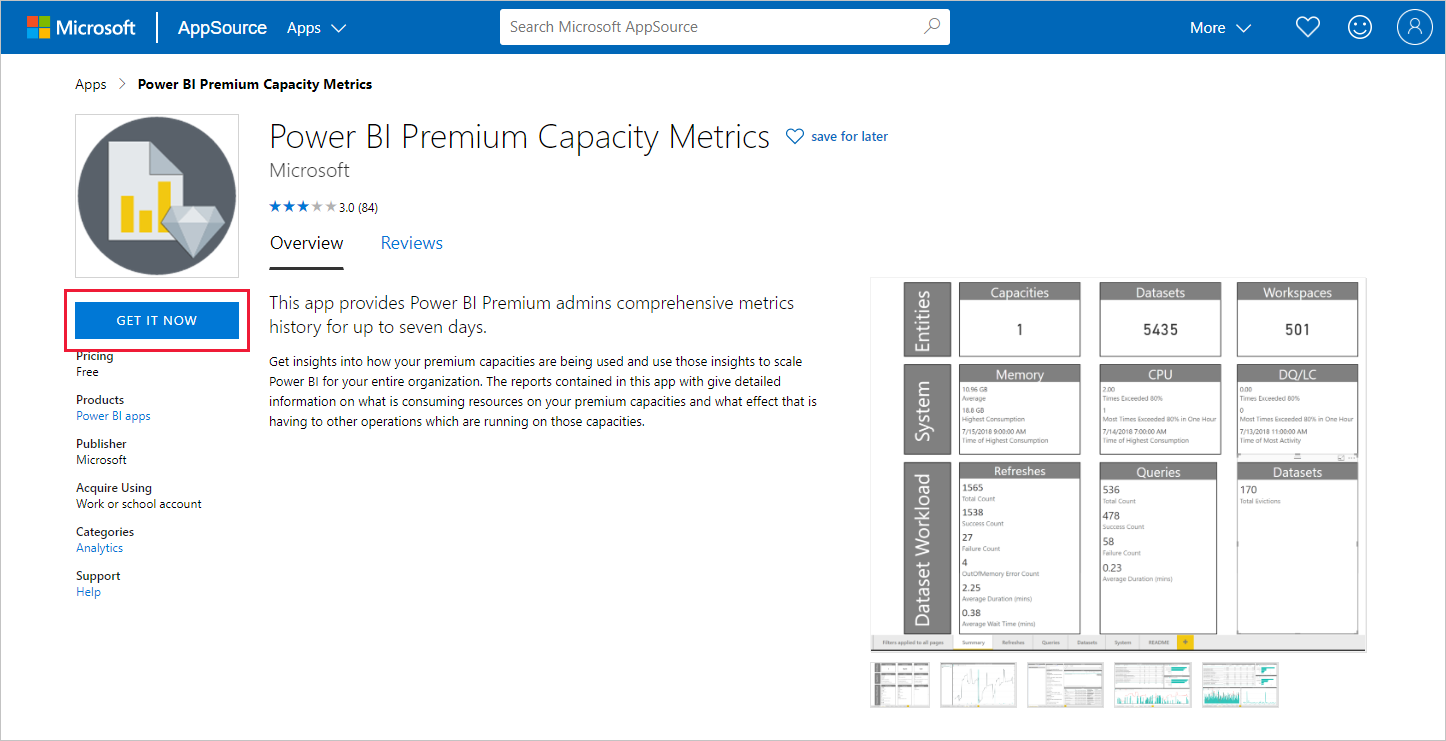 Microsoft
AppSource
Apps
Search Microsoft AppSource
More
Apps > Power BI Premium Capacity Metrics
Power BI Premium Capacity Metrics
save for later
Microsoft
3.0 (84)
Overview
Reviews
GET IT NOW
Pricing
Free
Products
Power BI apps
Publisher
Microsoft
Acquire Using
Work or school account
Categories
Analytics
Support
Help
This app provides Power BI Premium admins comprehensive metrics
history for up to seven days.
Get insights into how your premium capacities are being used and use those insights to scale
Power BI for your entire organization. The reports contained in this app with give detailed
information on what is consuming resources on your premium capacities and what effect that is
having to other operations which are running on those capacities.
Entities
Capacities
1
Datasets
5435
Workspaces
501
System
Memory
10.96 GB
Average
18.8 GB
Highest Consumption
7/15/2018 9:00:00 AM
Time of Highest Consumption
CPU
2.00
Times Exceeded 80%
1
Most Times Exceeded 80% in One Hour
7/14/2018 7:00:00 AM
Time of Highest Consumption
DQ/LC
0.00
Times Exceeded 80%
0
Most Times Exceeded 80% in One Hour
7/13/2018 11:00:00 AM
Time of Most Activity
Dataset Workload
Refreshes
1565
Total Count
1538
Success Count
27
Failure Count
4
OutOfMemory Error Count
2.25
Average Duration (mins)
0.38
Average Wait Time (mins)
Queries
536
Total Count
478
Success Count
58
Failure Count
0.23
Average Duration (mins)
Datasets
170
Total Evictions
Filters applied to all pages
Summary
Refreshes
Queries
Datasets
System
README
+